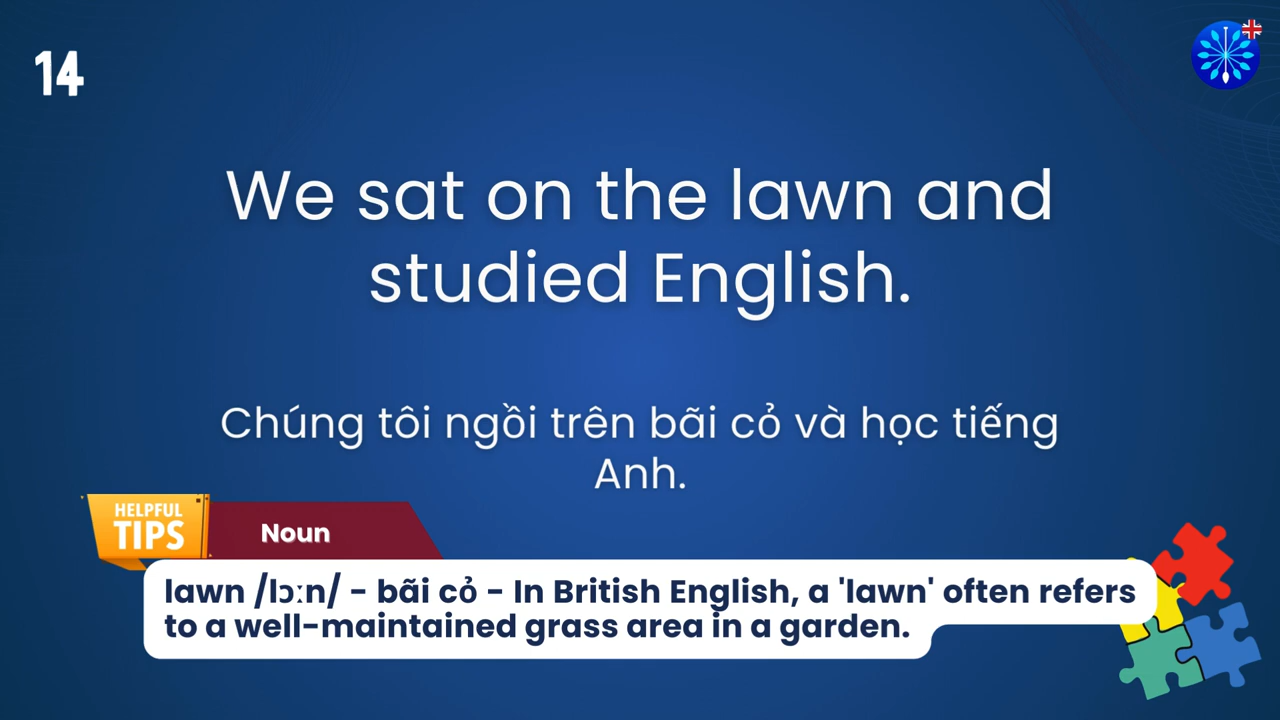 14
We sat on the lawn and
studied English.
Chúng tôi ngồi trên bãi cỏ và học tiếng
Anh.
HELPFUL
TIPS
Noun
lawn /lɔːn/ - bãi cỏ - In British English, a 'lawn' often refers
to a well-maintained grass area in a garden.